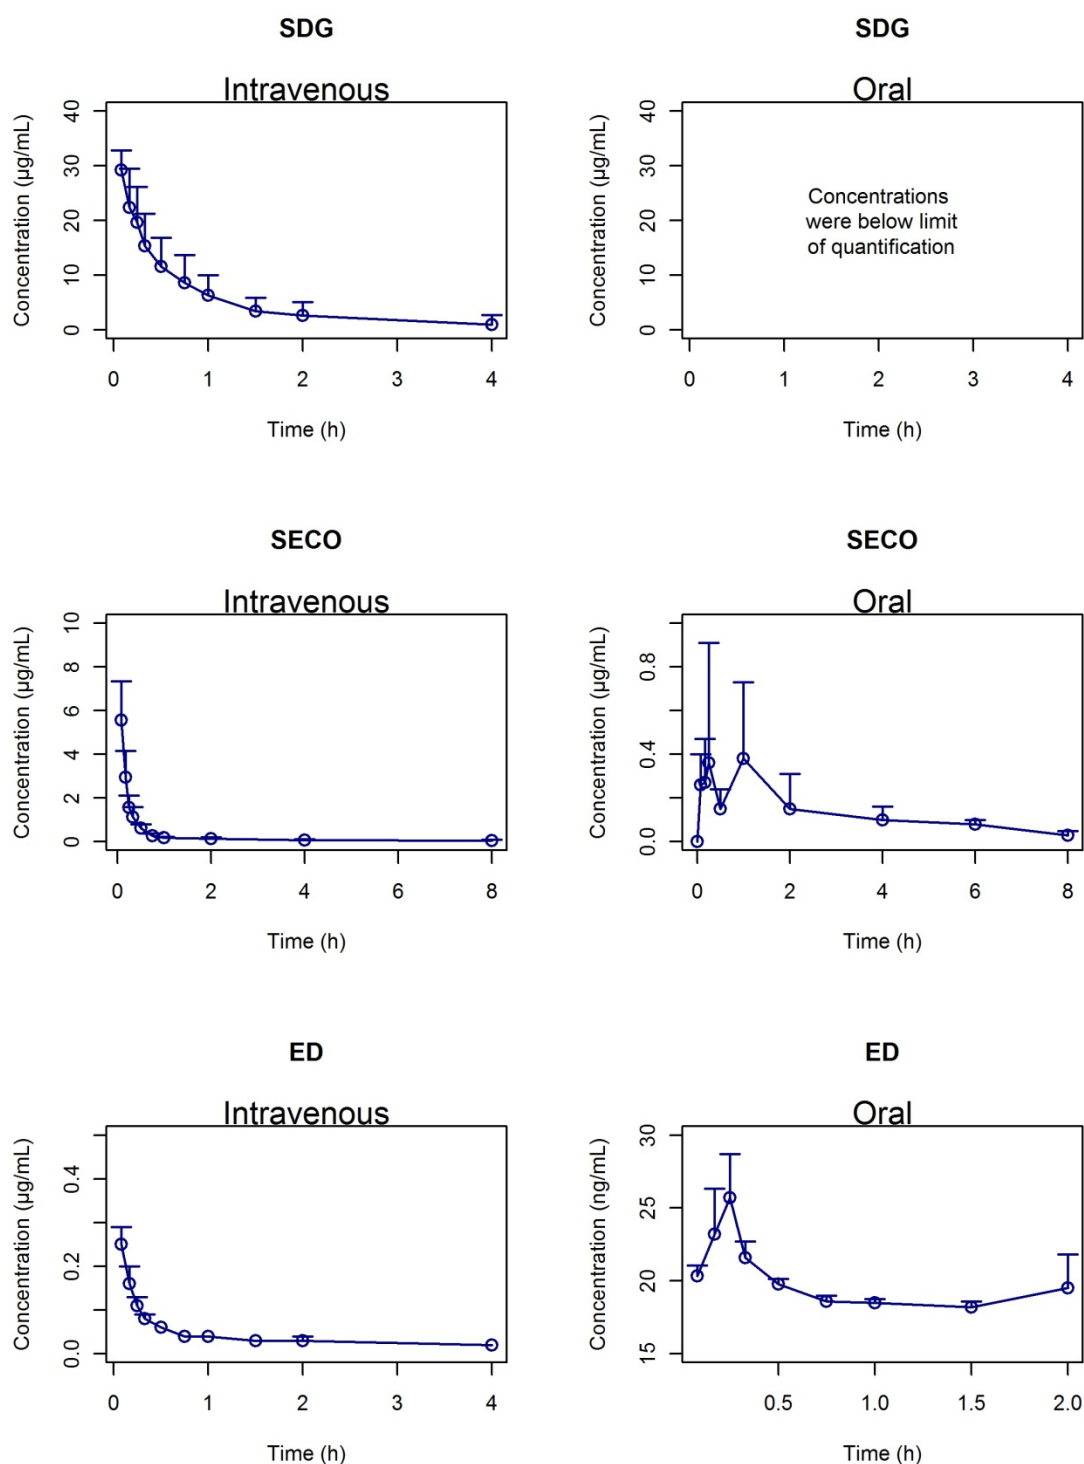 SDG
Intravenous
Concentration (µg/mL)
40
30
20
10
0
0 1 2 3 4
Time (h)
SDG
Oral
Concentration (µg/mL)
40
30
20
10
0
Concentrations
were below limit
of quantification
0 1 2 3 4
Time (h)
SECO
Intravenous
Concentration (µg/mL)
10
8
6
4
2
0
0 2 4 6 8
Time (h)
SECO
Oral
Concentration (µg/mL)
0.8
0.4
0.0
0 2 4 6 8
Time (h)
ED
Intravenous
Concentration (µg/mL)
0.4
0.2
0.0
0 1 2 3 4
Time (h)
ED
Oral
Concentration (ng/mL)
30
25
20
15
0.5 1.0 1.5 2.0
Time (h)